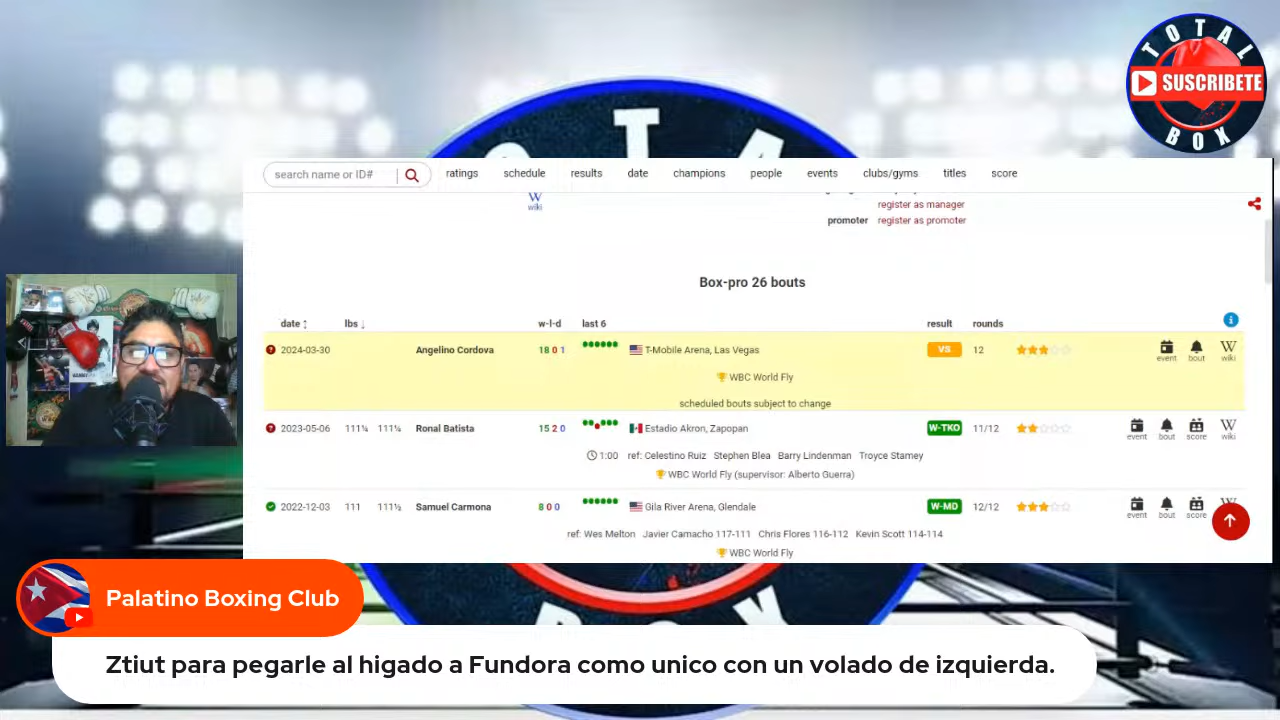 TOTAL
SUSCRIBETE
BOX
search name or ID#
ratings schedule results date champions people events clubs/gyms titles score
W
wiki
register as manager
promoter register as promoter
Box-pro 26 bouts
date lbs w-l-d last 6 result rounds
2024-03-30 Angelino Cordova 18 0 1 T-Mobile Arena, Las Vegas VS 12 event bout wiki
WBC World Fly
scheduled bouts subject to change
2023-05-06 111¼ 111¼ Ronal Batista 15 2 0 Estadio Akron, Zapopan W-TKO 11/12 event bout score wiki
1:00 ref: Celestino Ruiz Stephen Blea Barry Lindenman Troyce Stamey
WBC World Fly (supervisor: Alberto Guerra)
2022-12-03 111 111½ Samuel Carmona 8 0 0 Gila River Arena, Glendale W-MD 12/12 event bout score
ref: Wes Melton Javier Camacho 117-111 Chris Flores 116-112 Kevin Scott 114-114
WBC World Fly
Palatino Boxing Club
Ztiut para pegarle al higado a Fundora como unico con un volado de izquierda.